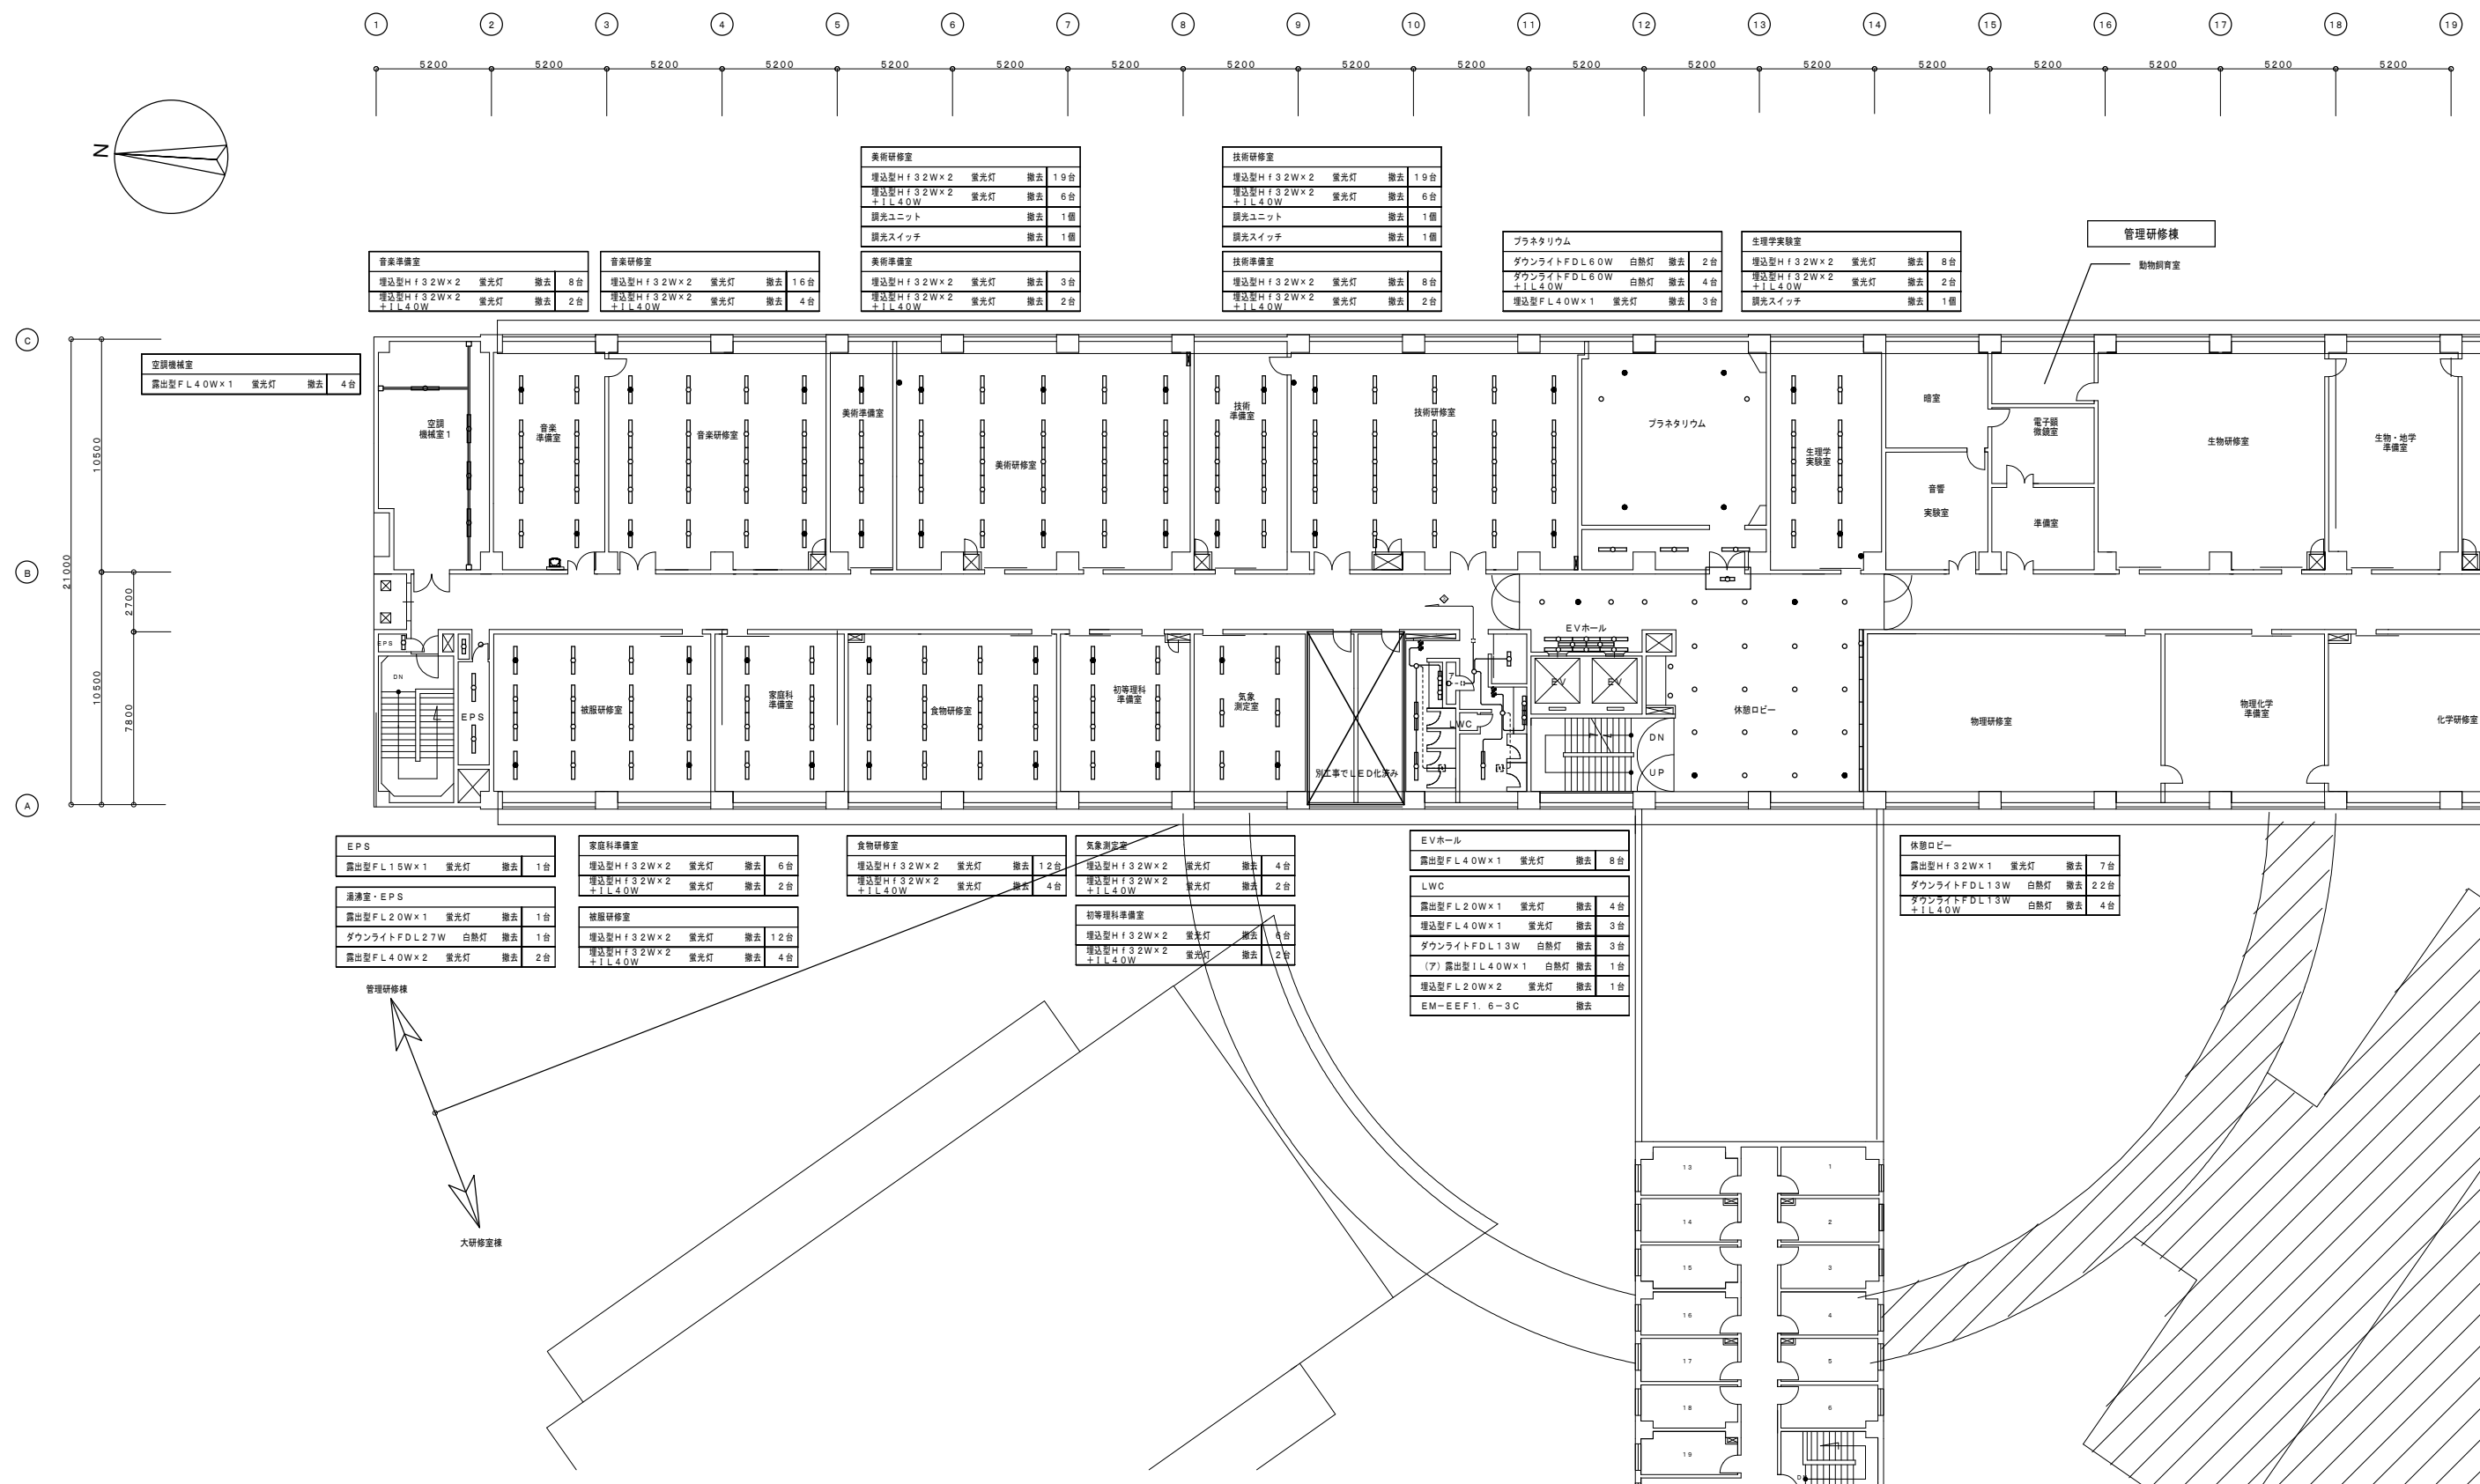 1 2 3 4 5 6 7 8 9 10 11 12 13 14 15 16 17 18 19
5200 5200 5200 5200 5200 5200 5200 5200 5200 5200 5200 5200 5200 5200 5200 5200 5200 5200
N
美術研修室
埋込型Hf32W×2 蛍光灯 撤去 19台
埋込型Hf32W×2
+IL40W 蛍光灯 撤去 6台
調光ユニット 撤去 1個
調光スイッチ 撤去 1個
技術研修室
埋込型Hf32W×2 蛍光灯 撤去 19台
埋込型Hf32W×2
+IL40W 蛍光灯 撤去 6台
調光ユニット 撤去 1個
調光スイッチ 撤去 1個
管理研修棟
動物飼育室
音楽準備室
埋込型Hf32W×2 蛍光灯 撤去 8台
埋込型Hf32W×2
+IL40W 蛍光灯 撤去 2台
音楽研修室
埋込型Hf32W×2 蛍光灯 撤去 16台
埋込型Hf32W×2
+IL40W 蛍光灯 撤去 4台
美術準備室
埋込型Hf32W×2 蛍光灯 撤去 3台
埋込型Hf32W×2
+IL40W 蛍光灯 撤去 2台
技術準備室
埋込型Hf32W×2 蛍光灯 撤去 8台
埋込型Hf32W×2
+IL40W 蛍光灯 撤去 2台
プラネタリウム
ダウンライトFDL60W 白熱灯 撤去 2台
ダウンライトFDL60W
+IL40W 白熱灯 撤去 4台
埋込型FL40W×1 蛍光灯 撤去 3台
生理学実験室
埋込型Hf32W×2 蛍光灯 撤去 8台
埋込型Hf32W×2
+IL40W 蛍光灯 撤去 2台
調光スイッチ 撤去 1個
C
B
A
21000
10500
10500
2700
7800
空調機械室
露出型FL40W×1 蛍光灯 撤去 4台
空調
機械室1
音楽
準備室
音楽研修室
美術準備室
美術研修室
技術
準備室
技術研修室
プラネタリウム
生理学
実験室
暗室
音響
実験室
電子顕
微鏡室
準備室
生物研修室
生物・地学
準備室
EPS
DN
EPS
被服研修室
家庭科
準備室
食物研修室
初等理科
準備室
気象
測定室
別工事でLED化済み
ア
LWC
EVホール
EV
EV
DN
UP
休憩ロビー
物理研修室
物理化学
準備室
化学研修室
EPS
露出型FL15W×1 蛍光灯 撤去 1台
湯沸室・EPS
露出型FL20W×1 蛍光灯 撤去 1台
ダウンライトFDL27W 白熱灯 撤去 1台
露出型FL40W×2 蛍光灯 撤去 2台
家庭科準備室
埋込型Hf32W×2 蛍光灯 撤去 6台
埋込型Hf32W×2
+IL40W 蛍光灯 撤去 2台
被服研修室
埋込型Hf32W×2 蛍光灯 撤去 12台
埋込型Hf32W×2
+IL40W 蛍光灯 撤去 4台
食物研修室
埋込型Hf32W×2 蛍光灯 撤去 12台
埋込型Hf32W×2
+IL40W 蛍光灯 撤去 4台
気象測定室
埋込型Hf32W×2 蛍光灯 撤去 4台
埋込型Hf32W×2
+IL40W 蛍光灯 撤去 2台
初等理科準備室
埋込型Hf32W×2 蛍光灯 撤去 6台
埋込型Hf32W×2
+IL40W 蛍光灯 撤去 2台
EVホール
露出型FL40W×1 蛍光灯 撤去 8台
LWC
露出型FL20W×1 蛍光灯 撤去 4台
埋込型FL40W×1 蛍光灯 撤去 3台
ダウンライトFDL13W 白熱灯 撤去 3台
(ア)露出型IL40W×1 白熱灯 撤去 1台
埋込型FL20W×2 蛍光灯 撤去 1台
EM-EEF1.6-3C 撤去
休憩ロビー
露出型Hf32W×1 蛍光灯 撤去 7台
ダウンライトFDL13W 白熱灯 撤去 22台
ダウンライトFDL13W
+IL40W 白熱灯 撤去 4台
管理研修棟
大研修室棟
13 1
14 2
15 3
16 4
17 5
18 6
19